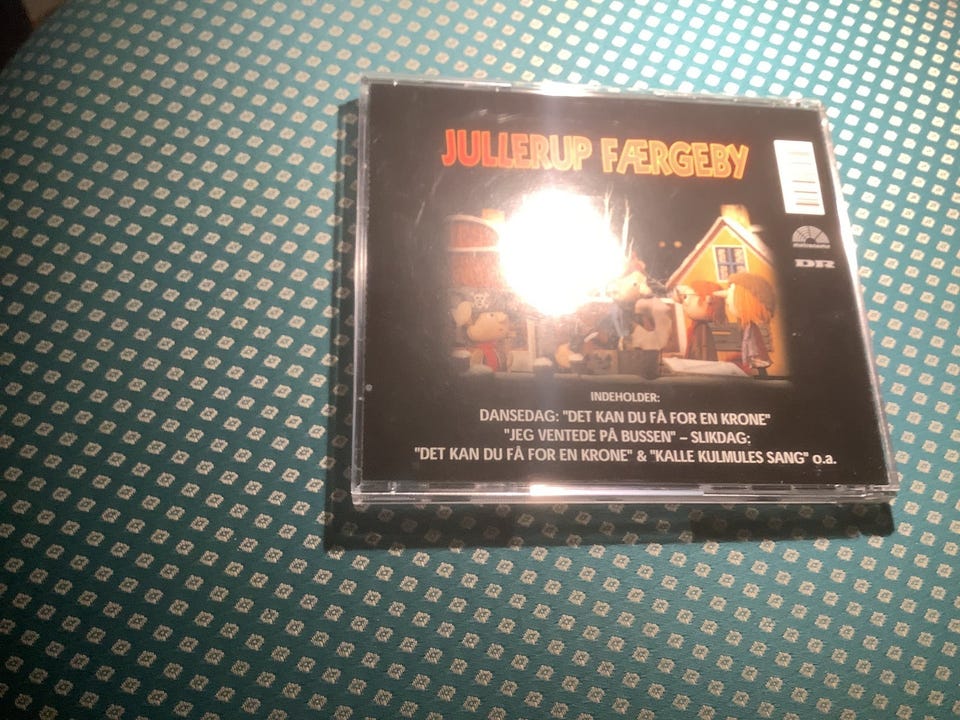 JULLERUP FÆRGEBY
DR
INDEHOLDER:
DANSEDAG: "DET KAN DU FÅ FOR EN KRONE"
"JEG VENTEDE PÅ BUSSEN" – SLIKDAG:
"DET KAN DU FÅ FOR EN KRONE" & "KALLE KULMULES SANG" o.a.